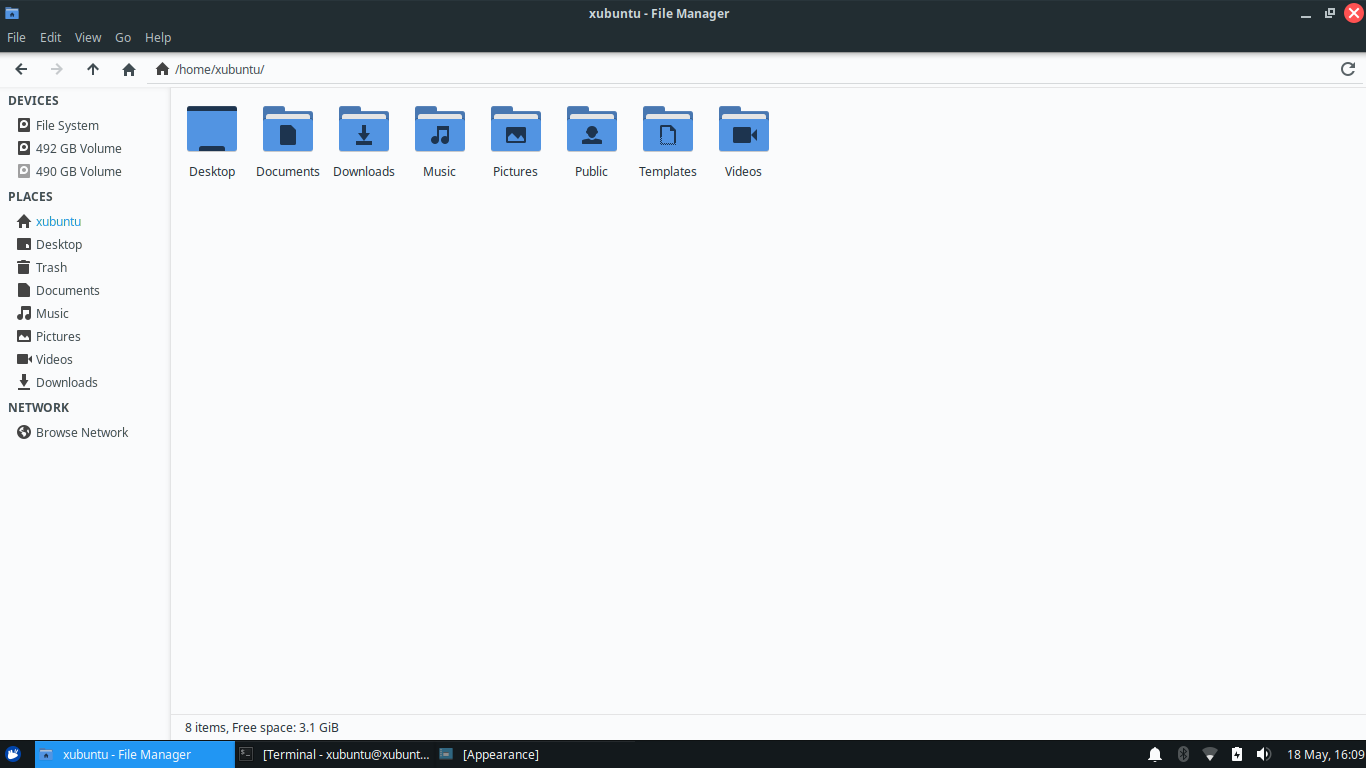 xubuntu - File Manager
File Edit View Go Help
/home/xubuntu/
DEVICES
File System
492 GB Volume
490 GB Volume
PLACES
xubuntu
Desktop
Trash
Documents
Music
Pictures
Videos
Downloads
NETWORK
Browse Network
Desktop Documents Downloads Music Pictures Public Templates Videos
8 items, Free space: 3.1 GiB
xubuntu - File Manager [Terminal - xubuntu@xubunt... [Appearance] 18 May, 16:09